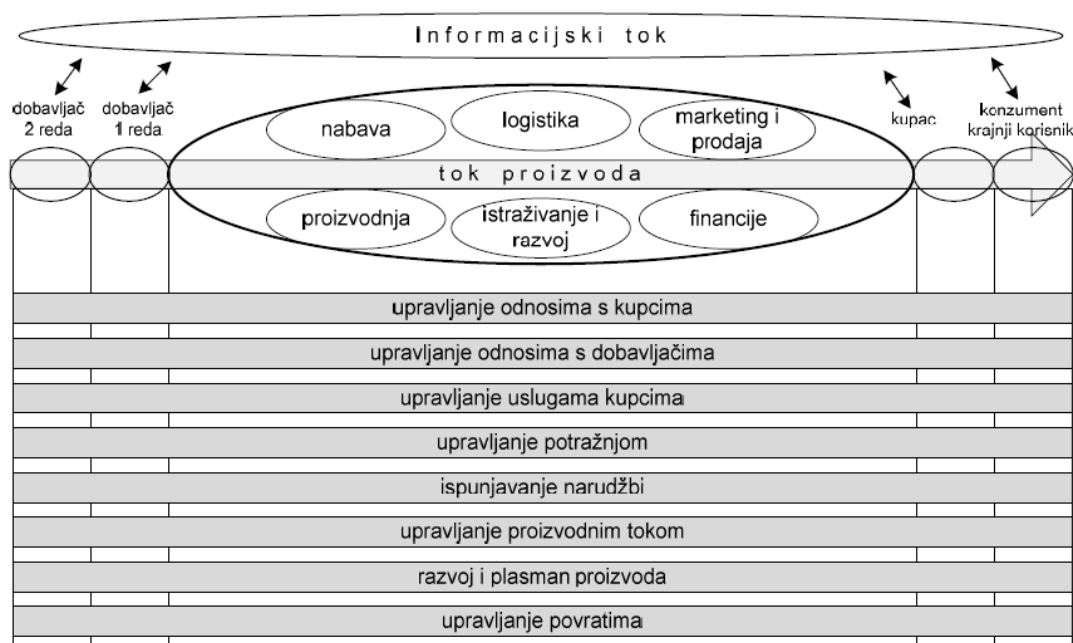 Informacijski tok
dobavljač
2 reda
dobavljač
1 reda
kupac
konzument
krajnji korisnik
nabava
logistika
marketing i
prodaja
tok proizvoda
proizvodnja
istraživanje i
razvoj
financije
upravljanje odnosima s kupcima
upravljanje odnosima s dobavljačima
upravljanje uslugama kupcima
upravljanje potražnjom
ispunjavanje narudžbi
upravljanje proizvodnim tokom
razvoj i plasman proizvoda
upravljanje povratima